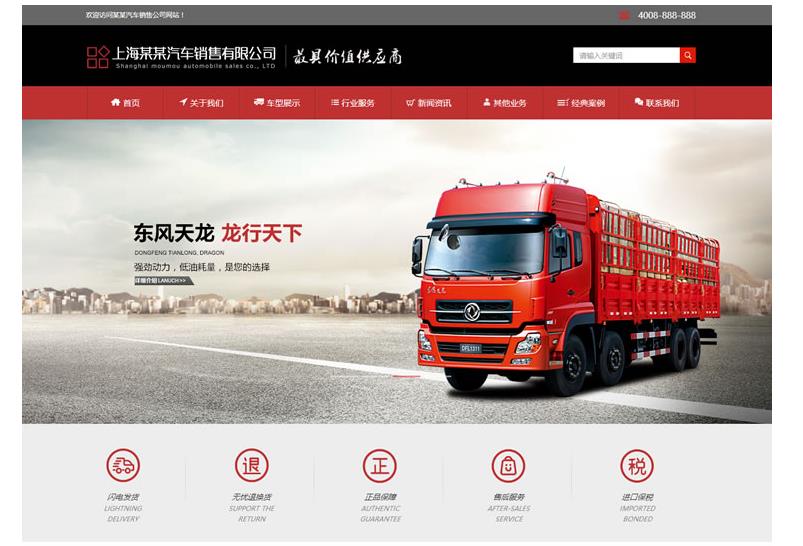 欢迎访问某某汽车销售公司网站！
4008-888-888
上海某某汽车销售有限公司
Shanghai moumou automobile sales co., LTD
最具价值供应商
请输入关键词
首页 关于我们 车型展示 行业服务 新闻资讯 其他业务 经典案例 联系我们
东风天龙 龙行天下
DONGFENG TIANLONG, DRAGON
强劲动力，低油耗量，是您的选择
详细介绍 LANUCH >>
东风天龙
DFL1311
退 正 税
闪电发货 无忧退换货 正品保障 售后服务 进口保税
LIGHTNING SUPPORT THE AUTHENTIC AFTER-SALES IMPORTED
DELIVERY RETURN GUARANTEE SERVICE BONDED